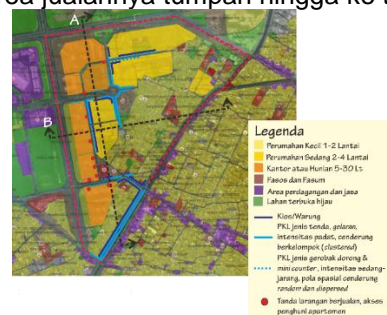 jualannya tumpah hingga ke
A
B
Legenda
Perumahan Kecil 1-2 Lantai
Perumahan Sedang 2-4 Lantai
Kantor atau Hunian 5-30 Lt
Fasos dan Fasum
Area perdagangan dan jasa
Lahan terbuka hijau
Kios/Warung
PKL jenis tenda, gelaran,
intensitas padat, cenderung
berkelompok (clustered)
PKL jenis gerobak dorong &
mini counter, intensitas sedang-
jarang, pola spasial cenderung
random dan dispersed
Tanda larangan berjualan, akses
penghuni apartemen